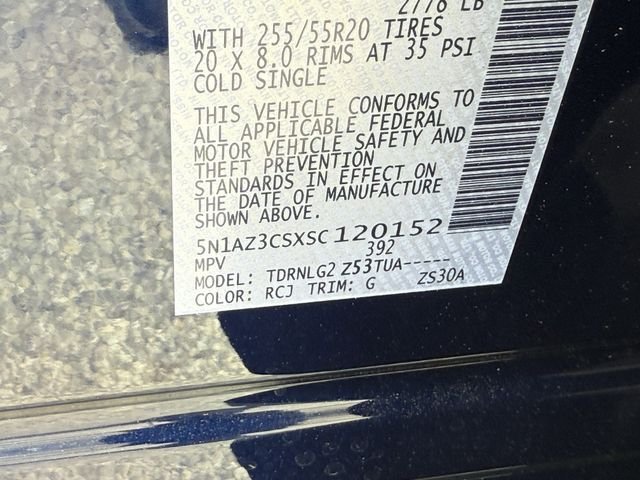 2778 LB
WITH 255/55R20 TIRES
20 X 8.0 RIMS AT 35 PSI
COLD SINGLE
THIS VEHICLE CONFORMS TO
ALL APPLICABLE FEDERAL
MOTOR VEHICLE SAFETY AND
THEFT PREVENTION
STANDARDS IN EFFECT ON
THE DATE OF MANUFACTURE
SHOWN ABOVE.
5N1AZ3CSXSC120152
MPV 392
MODEL: TDRNLG2 Z53TUA-----
COLOR: RCJ TRIM: G ZS30A